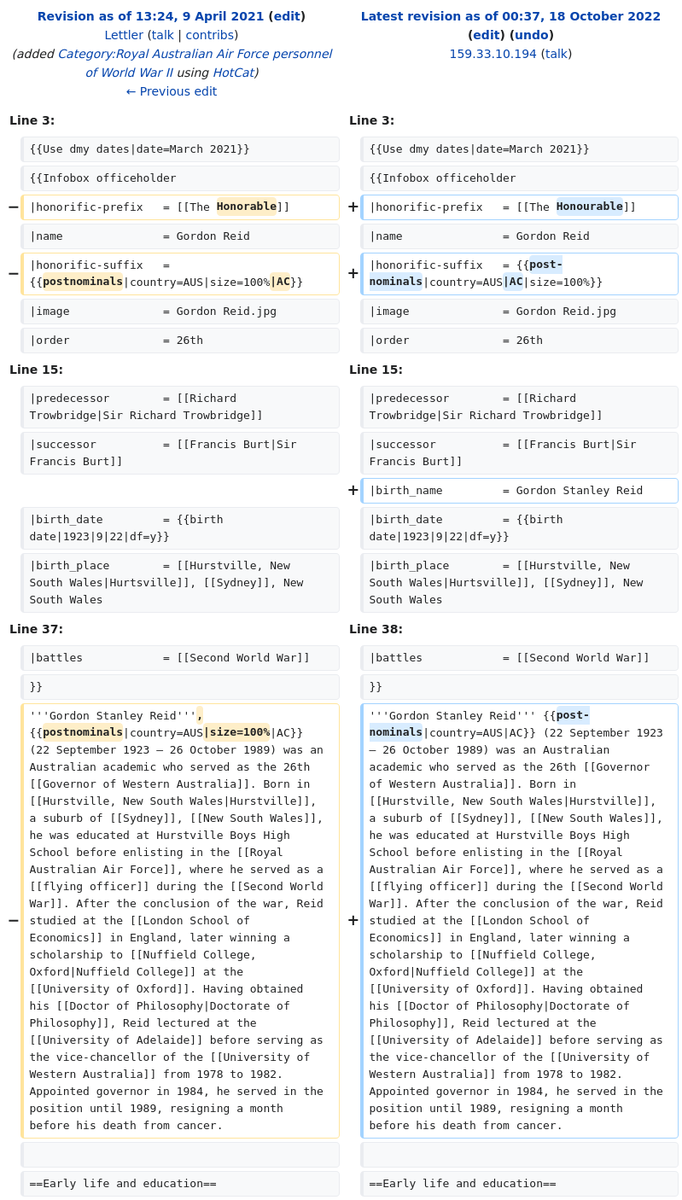 Revision as of 13:24, 9 April 2021 (edit)
Lettler (talk | contribs)
(added Category:Royal Australian Air Force personnel
of World War II using HotCat)
← Previous edit
Latest revision as of 00:37, 18 October 2022
(edit) (undo)
159.33.10.194 (talk)
Line 3:
Line 3:
{{Use dmy dates|date=March 2021}}
{{Use dmy dates|date=March 2021}}
{{Infobox officeholder
{{Infobox officeholder
− |honorific-prefix = [[The Honorable]]
+ |honorific-prefix = [[The Honourable]]
|name = Gordon Reid
|name = Gordon Reid
− |honorific-suffix =
{{postnominals|country=AUS|size=100%|AC}}
+ |honorific-suffix = {{post-
nominals|country=AUS|AC|size=100%}}
|image = Gordon Reid.jpg
|image = Gordon Reid.jpg
|order = 26th
|order = 26th
Line 15:
Line 15:
|predecessor = [[Richard
Trowbridge|Sir Richard Trowbridge]]
|predecessor = [[Richard
Trowbridge|Sir Richard Trowbridge]]
|successor = [[Francis Burt|Sir
Francis Burt]]
|successor = [[Francis Burt|Sir
Francis Burt]]
+ |birth_name = Gordon Stanley Reid
|birth_date = {{birth
date|1923|9|22|df=y}}
|birth_date = {{birth
date|1923|9|22|df=y}}
|birth_place = [[Hurstville, New
South Wales|Hurtsville]], [[Sydney]], New
South Wales
|birth_place = [[Hurstville, New
South Wales|Hurtsville]], [[Sydney]], New
South Wales
Line 37:
Line 38:
|battles = [[Second World War]]
|battles = [[Second World War]]
}}
}}
− '''Gordon Stanley Reid''',
{{postnominals|country=AUS|size=100%|AC}}
(22 September 1923 – 26 October 1989) was an
Australian academic who served as the 26th
[[Governor of Western Australia]]. Born in
[[Hurstville, New South Wales|Hurstville]],
a suburb of [[Sydney]], [[New South Wales]],
he was educated at Hurstville Boys High
School before enlisting in the [[Royal
Australian Air Force]], where he served as a
[[flying officer]] during the [[Second World
War]]. After the conclusion of the war, Reid
studied at the [[London School of
Economics]] in England, later winning a
scholarship to [[Nuffield College,
Oxford|Nuffield College]] at the
[[University of Oxford]]. Having obtained
his [[Doctor of Philosophy|Doctorate of
Philosophy]], Reid lectured at the
[[University of Adelaide]] before serving as
the vice-chancellor of the [[University of
Western Australia]] from 1978 to 1982.
Appointed governor in 1984, he served in the
position until 1989, resigning a month
before his death from cancer.
+ '''Gordon Stanley Reid''' {{post-
nominals|country=AUS|AC}} (22 September 1923
– 26 October 1989) was an Australian
academic who served as the 26th [[Governor
of Western Australia]]. Born in
[[Hurstville, New South Wales|Hurstville]],
a suburb of [[Sydney]], [[New South Wales]],
he was educated at Hurstville Boys High
School before enlisting in the [[Royal
Australian Air Force]], where he served as a
[[flying officer]] during the [[Second World
War]]. After the conclusion of the war, Reid
studied at the [[London School of
Economics]] in England, later winning a
scholarship to [[Nuffield College,
Oxford|Nuffield College]] at the
[[University of Oxford]]. Having obtained
his [[Doctor of Philosophy|Doctorate of
Philosophy]], Reid lectured at the
[[University of Adelaide]] before serving as
the vice-chancellor of the [[University of
Western Australia]] from 1978 to 1982.
Appointed governor in 1984, he served in the
position until 1989, resigning a month
before his death from cancer.
==Early life and education==
==Early life and education==